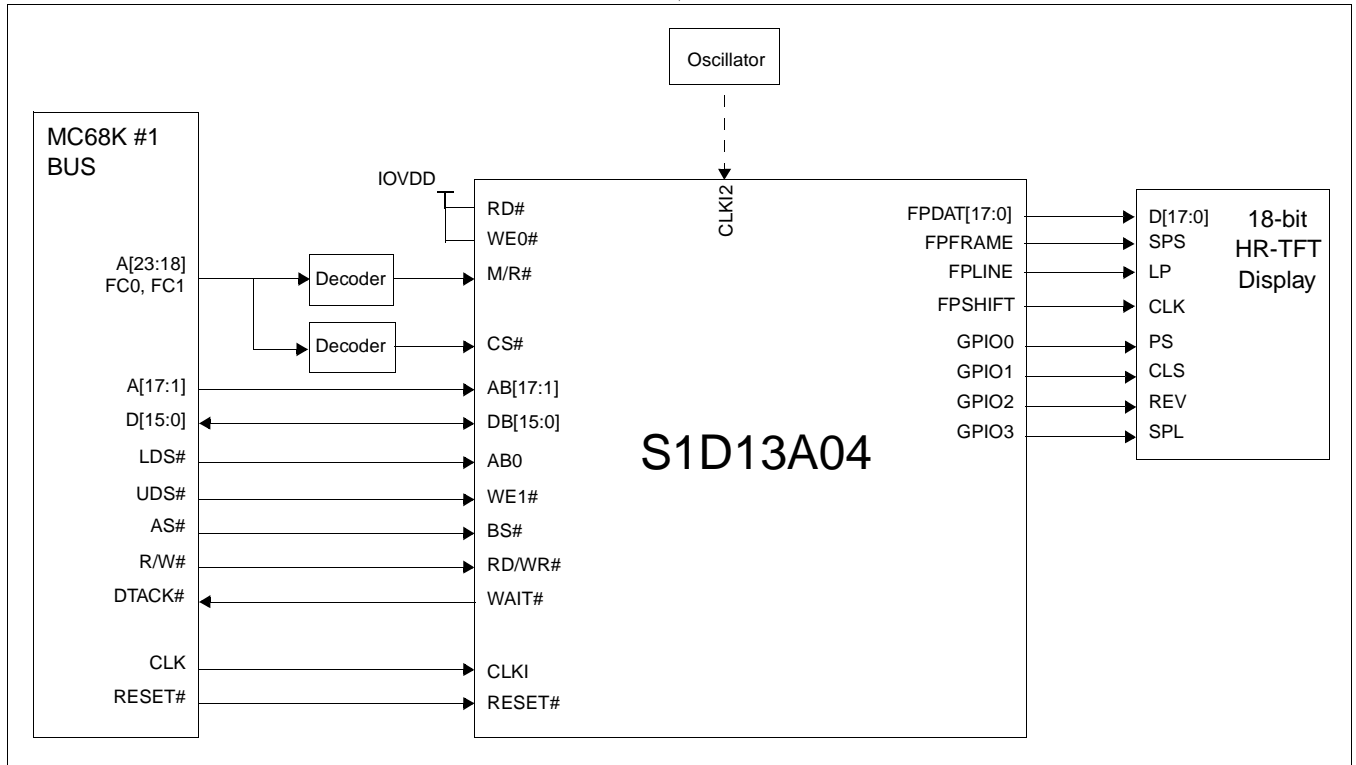 Oscillator
MC68K #1
BUS
IOVDD
RD#
WE0#
CLKI2
A[23:18]
FC0, FC1
Decoder
M/R#
Decoder
CS#
A[17:1]
AB[17:1]
D[15:0]
DB[15:0]
LDS#
AB0
UDS#
WE1#
AS#
BS#
R/W#
RD/WR#
DTACK#
WAIT#
CLK
CLKI
RESET#
RESET#
S1D13A04
FPDAT[17:0]
D[17:0]
FPFRAME
SPS
FPLINE
LP
FPSHIFT
CLK
GPIO0
PS
GPIO1
CLS
GPIO2
REV
GPIO3
SPL
18-bit
HR-TFT
Display